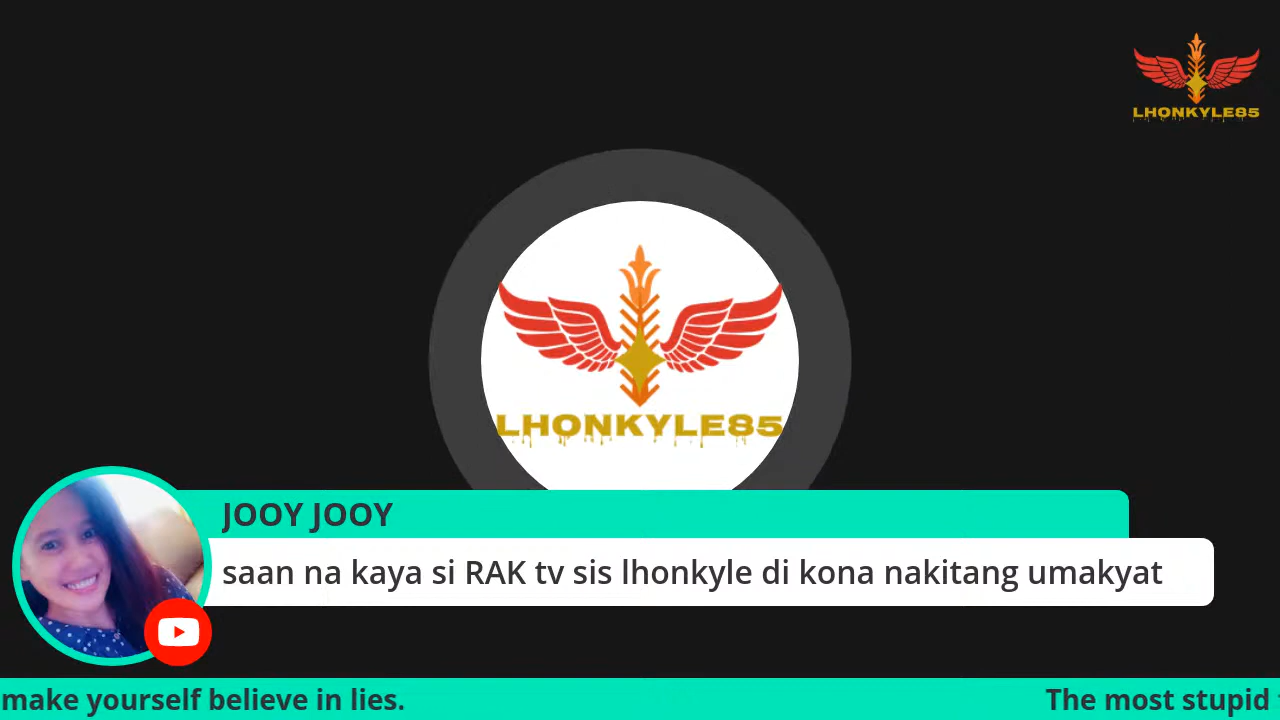 LHONKYLE85
LHONKYLE85
JOOY JOOY
saan na kaya si RAK tv sis lhonkyle di kona nakitang umakyat
make yourself believe in lies.
The most stupid